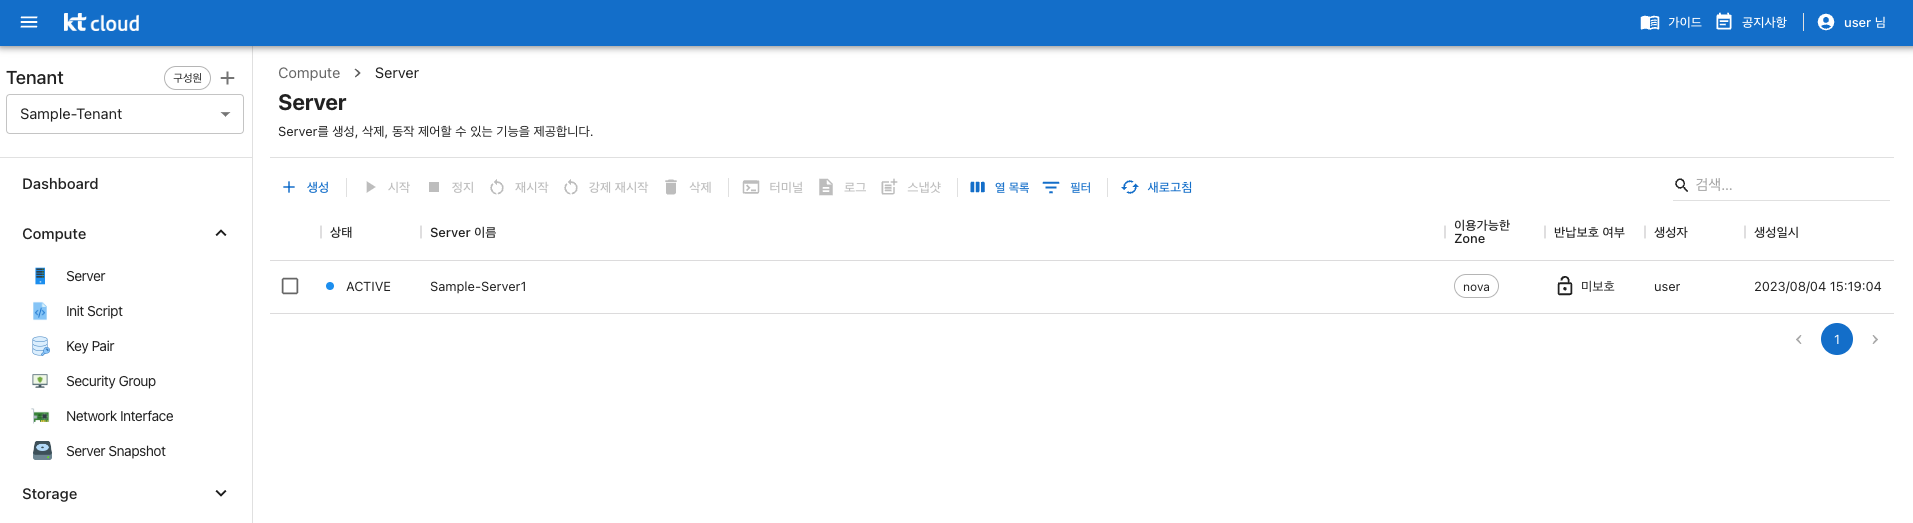 kt cloud
가이드 공지사항 user 님
Tenant 구성원
Sample-Tenant
Dashboard
Compute
Server
Init Script
Key Pair
Security Group
Network Interface
Server Snapshot
Storage
Compute > Server
Server
Server를 생성, 삭제, 동작 제어할 수 있는 기능을 제공합니다.
생성 시작 정지 재시작 강제 재시작 삭제 터미널 로그 스냅샷 열 목록 필터 새로고침 검색...
상태 Server 이름 이용가능한 Zone 반납보호 여부 생성자 생성일시
ACTIVE Sample-Server1 nova 미보호 user 2023/08/04 15:19:04
1